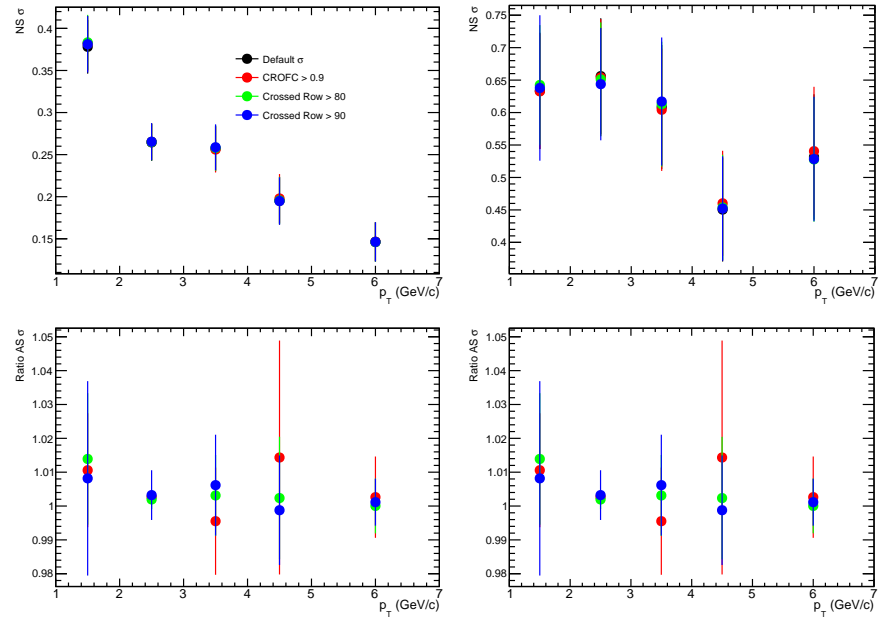 NS σ
0.4
0.35
0.3
0.25
0.2
0.15
Default σ
CROFC > 0.9
Crossed Row > 80
Crossed Row > 90
1 2 3 4 5 6 7
p_T (GeV/c)
NS σ
0.75
0.7
0.65
0.6
0.55
0.5
0.45
0.4
1 2 3 4 5 6 7
p_T (GeV/c)
Ratio AS σ
1.05
1.04
1.03
1.02
1.01
1
0.99
0.98
1 2 3 4 5 6 7
p_T (GeV/c)
Ratio AS σ
1.05
1.04
1.03
1.02
1.01
1
0.99
0.98
1 2 3 4 5 6 7
p_T (GeV/c)